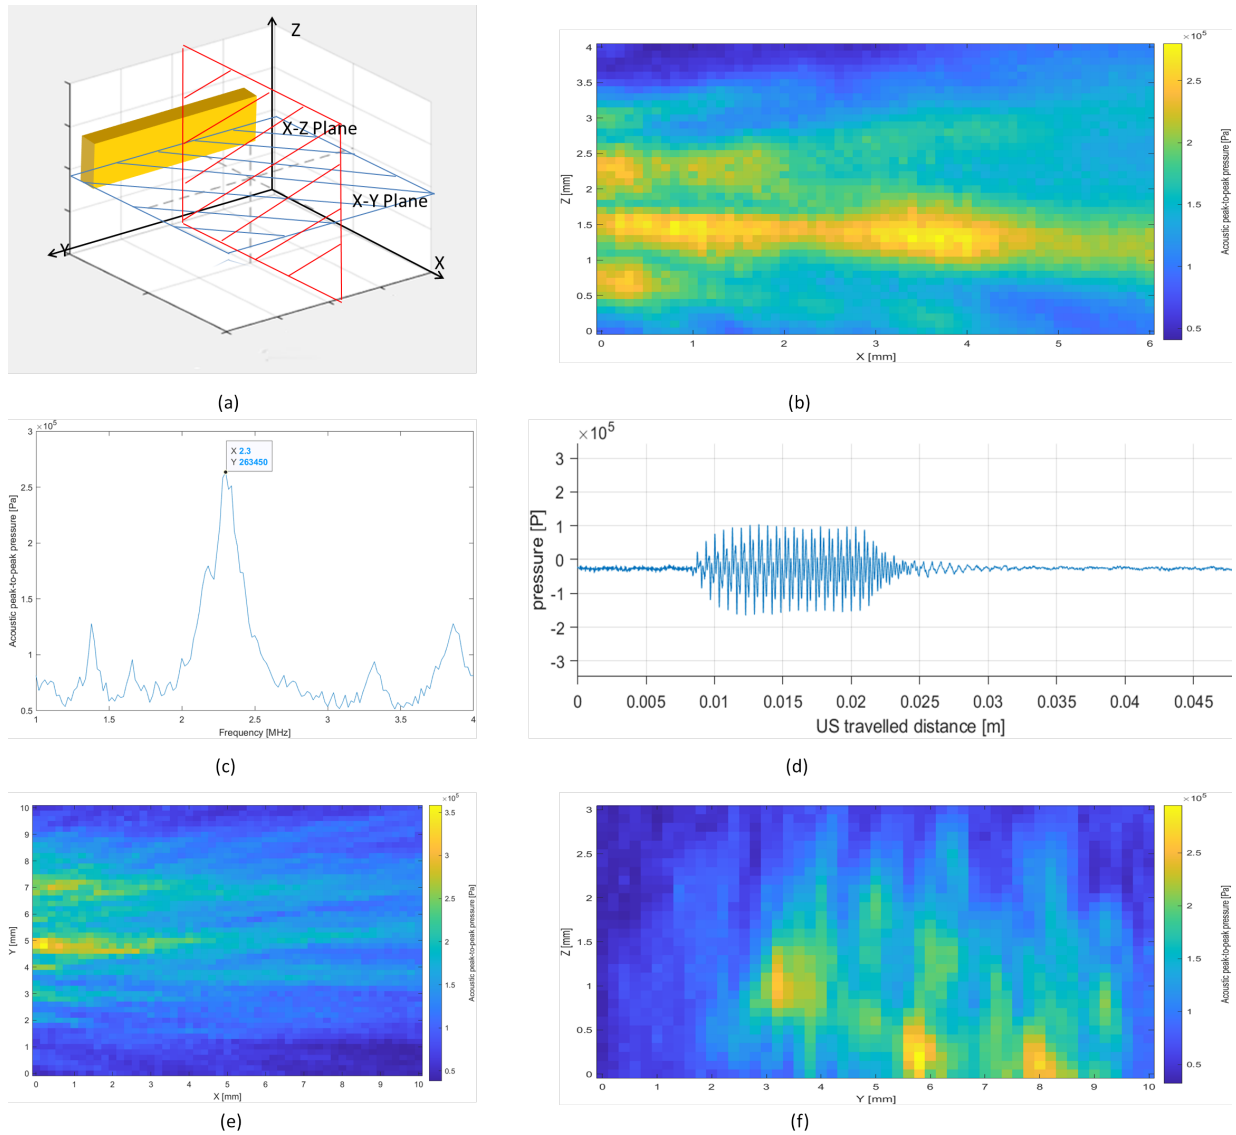 Z
X-Z Plane
X-Y Plane
Y
X
(a)
×10⁵
4
3.5
3
2.5
2
1.5
1
0.5
0
Z [mm]
0 1 2 3 4 5 6
X [mm]
2.5
2
1.5
1
0.5
Acoustic peak-to-peak pressure [Pa]
(b)
×10⁵
3
2.5
2
1.5
1
0.5
Acoustic peak-to-peak pressure [Pa]
X 2.3
Y 263450
1 1.5 2 2.5 3 3.5 4
Frequency [MHz]
(c)
×10⁵
3
2
1
0
-1
-2
-3
pressure [P]
0 0.005 0.01 0.015 0.02 0.025 0.03 0.035 0.04 0.045
US travelled distance [m]
(d)
×10⁵
10
9
8
7
6
5
4
3
2
1
0
Y [mm]
0 1 2 3 4 5 6 7 8 9 10
X [mm]
3.5
3
2.5
2
1.5
1
0.5
Acoustic peak-to-peak pressure [Pa]
(e)
×10⁵
3
2.5
2
1.5
1
0.5
0
Z [mm]
0 1 2 3 4 5 6 7 8 9 10
Y [mm]
2.5
2
1.5
1
0.5
Acoustic peak-to-peak pressure [Pa]
(f)